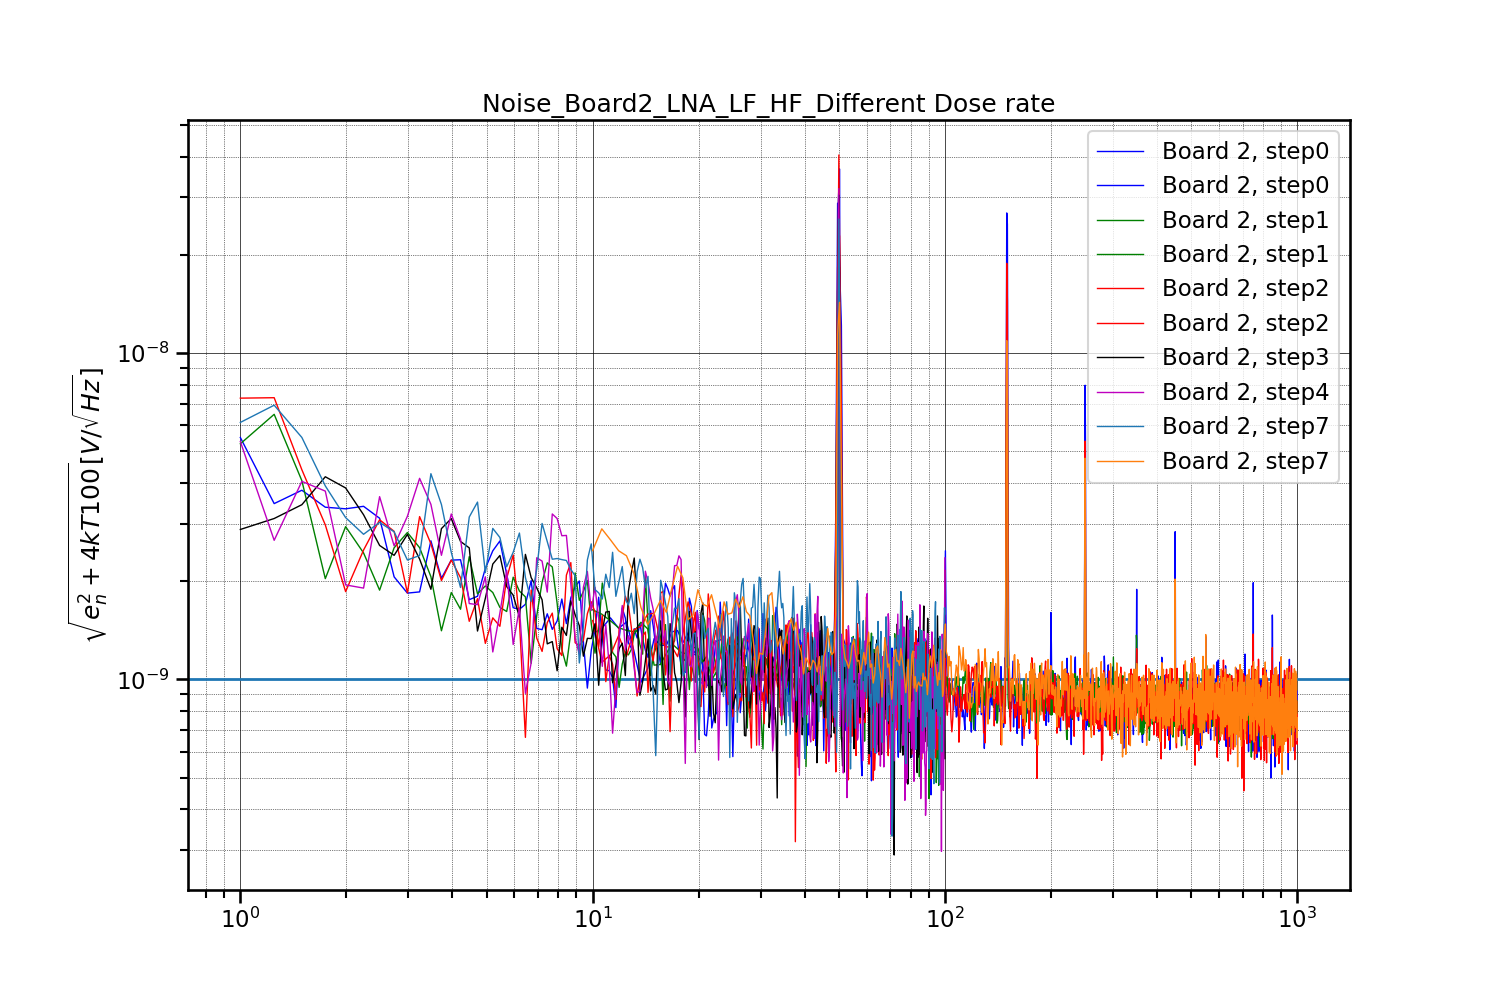 Noise_Board2_LNA_LF_HF_Different Dose rate
√(eₙ² + 4kT100) [V/√Hz]
10⁻⁸
10⁻⁹
10⁰
10¹
10²
10³
Board 2, step0
Board 2, step0
Board 2, step1
Board 2, step1
Board 2, step2
Board 2, step2
Board 2, step3
Board 2, step4
Board 2, step7
Board 2, step7